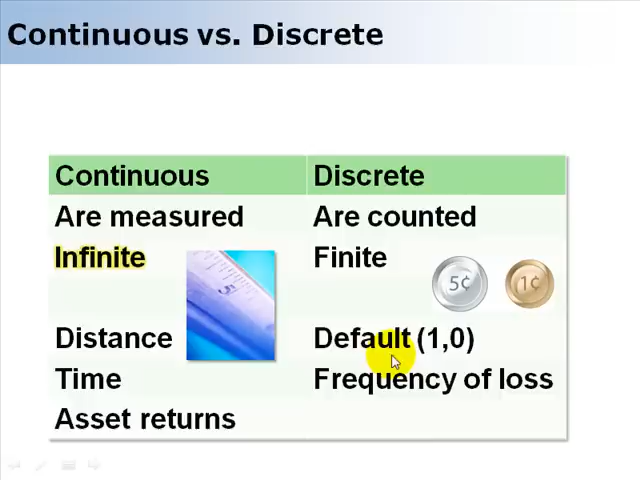 Continuous vs. Discrete
Continuous Discrete
Are measured Are counted
Infinite Finite
5¢ 1¢
Distance Default (1,0)
Time Frequency of loss
Asset returns